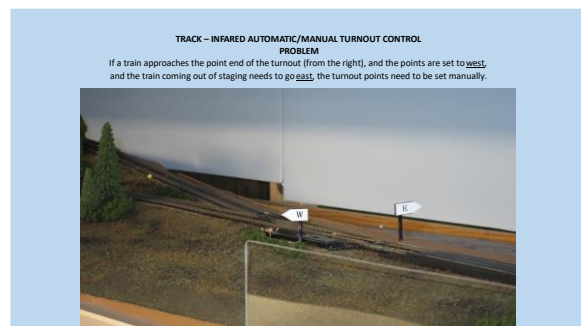 TRACK – INFARED AUTOMATIC/MANUAL TURNOUT CONTROL
PROBLEM
If a train approaches the point end of the turnout (from the right), and the points are set to west,
and the train coming out of staging needs to go east, the turnout points need to be set manually.
W
E